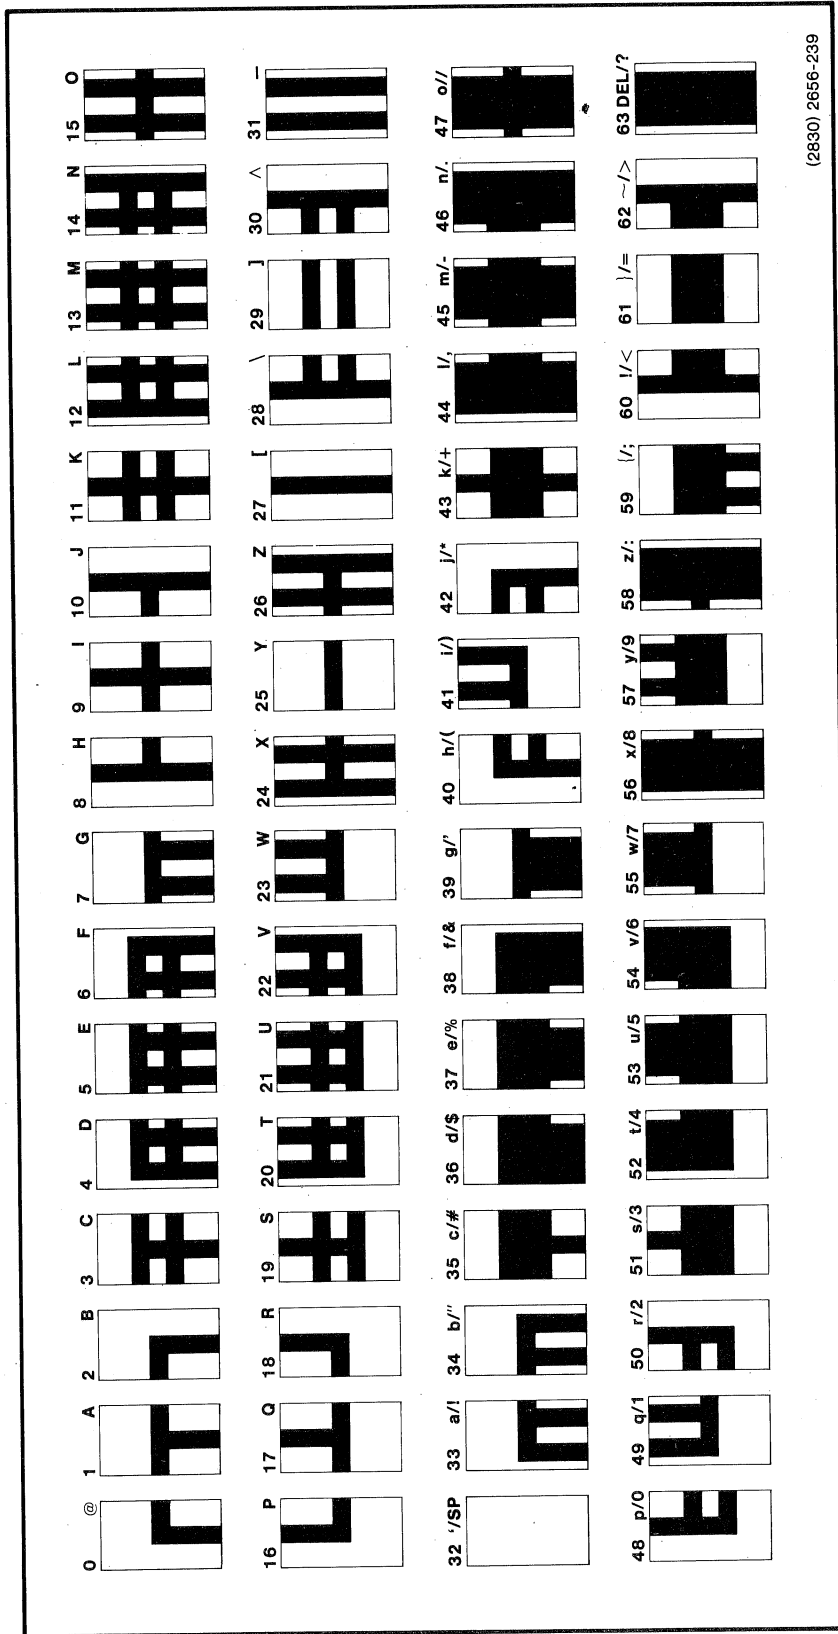 0 @ 1 A 2 B 3 C 4 D 5 E 6 F 7 G 8 H 9 I 10 J 11 K 12 L 13 M 14 N 15 O
16 P 17 Q 18 R 19 S 20 T 21 U 22 V 23 W 24 X 25 Y 26 Z 27 [ 28 \ 29 ] 30 ^ 31 –
32 ‘/SP 33 a/! 34 b/" 35 c/# 36 d/$ 37 e/% 38 f/& 39 g/’ 40 h/( 41 i/) 42 j/* 43 k/+ 44 l/, 45 m/- 46 n/. 47 o//
48 p/0 49 q/1 50 r/2 51 s/3 52 t/4 53 u/5 54 v/6 55 w/7 56 x/8 57 y/9 58 z/: 59 {/; 60 !/< 61 }/= 62 ~/> 63 DEL/?
(2830) 2656-239